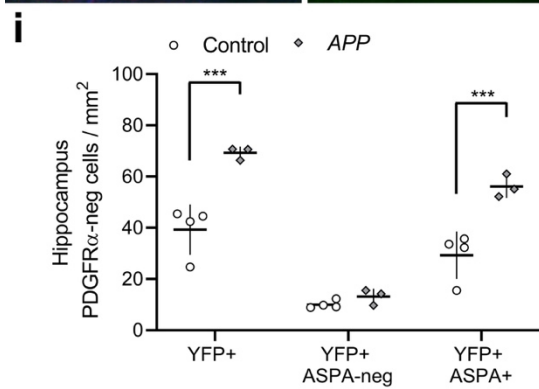 i
Control APP
***
***
Hippocampus
PDGFRα-neg cells / mm²
100
80
60
40
20
0
YFP+
YFP+
ASPA-neg
YFP+
ASPA+